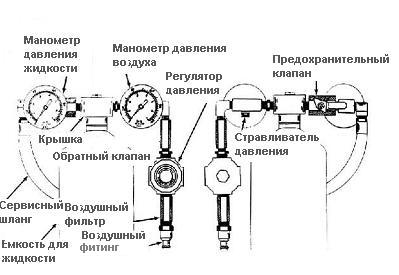 Манометр
давления
жидкости
Манометр давления
воздуха
Регулятор
давления
Предохранительный
клапан
Крышка
Обратный клапан
Стравливатель
давления
Сервисный
шланг
Воздушный
фильтр
Емкость для
жидкости
Воздушный
фитинг